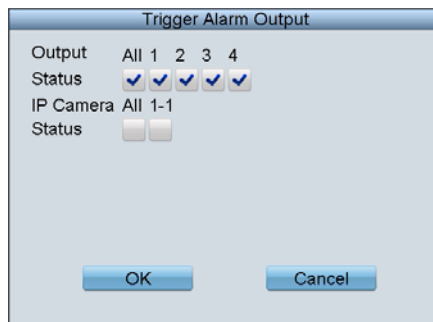 Trigger Alarm Output
Output All 1 2 3 4
Status
IP Camera All 1-1
Status
OK Cancel